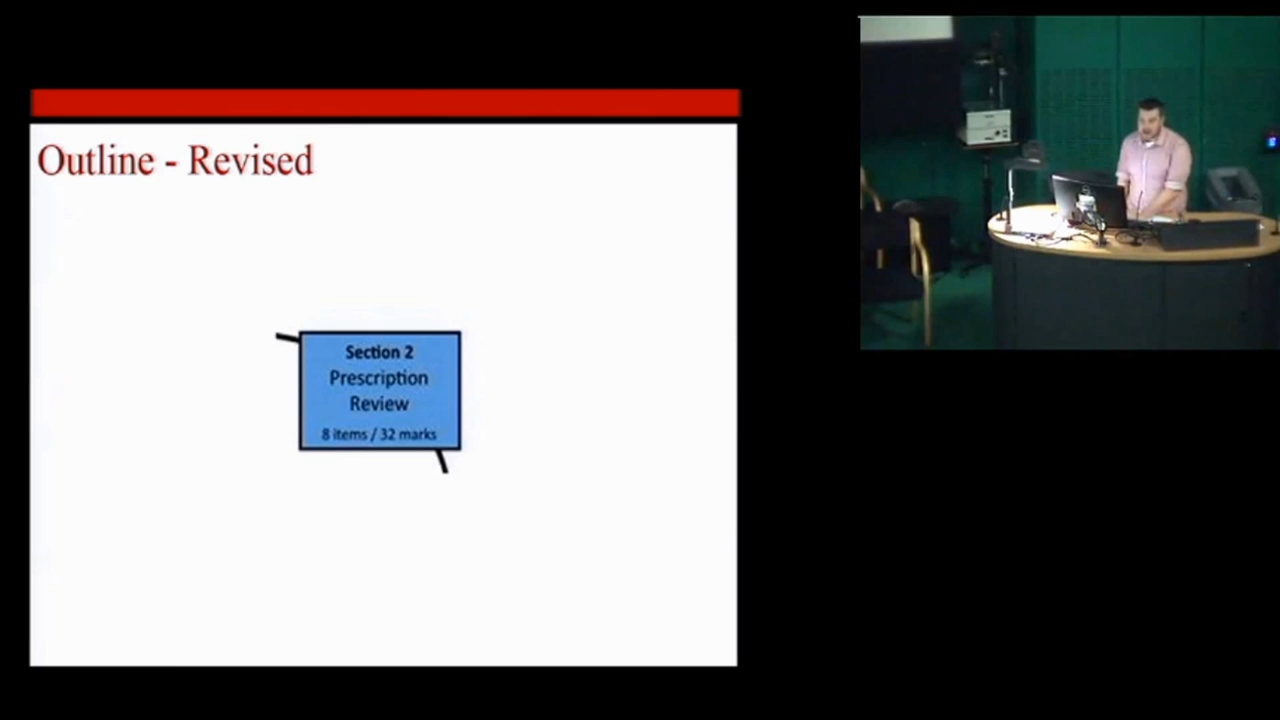 Outline - Revised
Section 2
Prescription
Review
8 items / 32 marks